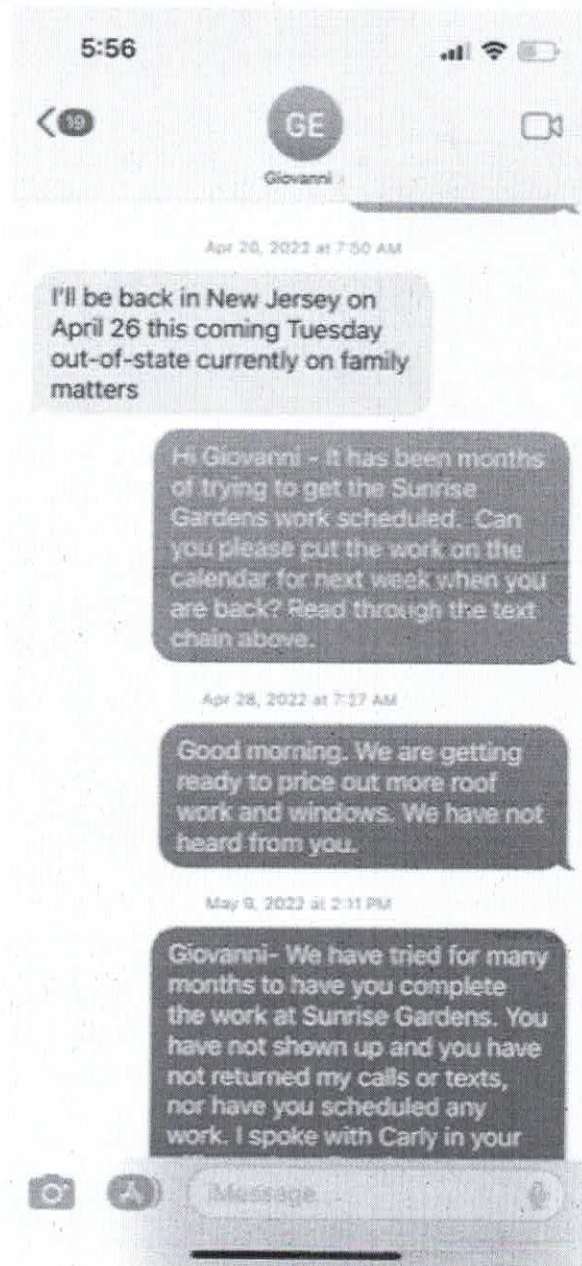 5:56
19
GE
Giovanni
Apr 20, 2022 at 7:50 AM
I'll be back in New Jersey on
April 26 this coming Tuesday
out-of-state currently on family
matters
Hi Giovanni - It has been months
of trying to get the Sunrise
Gardens work scheduled. Can
you please put the work on the
calendar for next week when you
are back? Read through the text
chain above.
Apr 28, 2022 at 7:27 AM
Good morning. We are getting
ready to price out more roof
work and windows. We have not
heard from you.
May 9, 2022 at 2:11 PM
Giovanni- We have tried for many
months to have you complete
the work at Sunrise Gardens. You
have not shown up and you have
not returned my calls or texts,
nor have you scheduled any
work. I spoke with Carly in your
iMessage